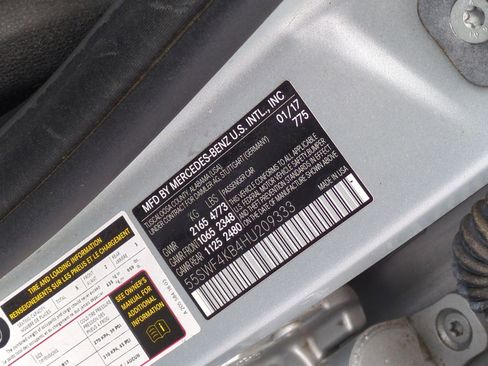 MFD BY MERCEDES-BENZ U.S. INTL., INC
TUSCALOOSA COUNTY, ALABAMA (USA)
UNDER CONTRACT FOR DAIMLER AG, STUTTGART (GERMANY)
01/17
775
KG LBS PASSENGER CAR
GVWR 2165 4773
GAWR FRONT 1065 2348
GAWR REAR 1125 2480
THIS VEHICLE CONFORMS TO ALL APPLICABLE
U.S. FEDERAL MOTOR VEHICLE SAFETY, BUMPER
AND THEFT PREVENTION STANDARDS IN EFFECT
ON THE DATE OF MANUFACTURE SHOWN ABOVE.
55SWF4KB4HU209333
TIRE AND LOADING INFORMATION
RENSEIGNEMENTS SUR LES PNEUS ET LE CHARGEMENT
SEATING CAPACITY
SEE OWNER'S
MANUAL FOR
ADDITIONAL
INFORMATION